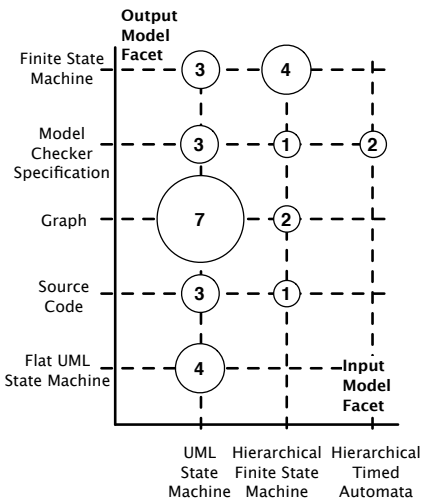 Output
Model
Facet
Finite State
Machine
3
4
Model
Checker
Specification
3
1
2
Graph
7
2
Source
Code
3
1
Flat UML
State Machine
4
Input
Model
Facet
UML
State
Machine
Hierarchical
Finite State
Machine
Hierarchical
Timed
Automata